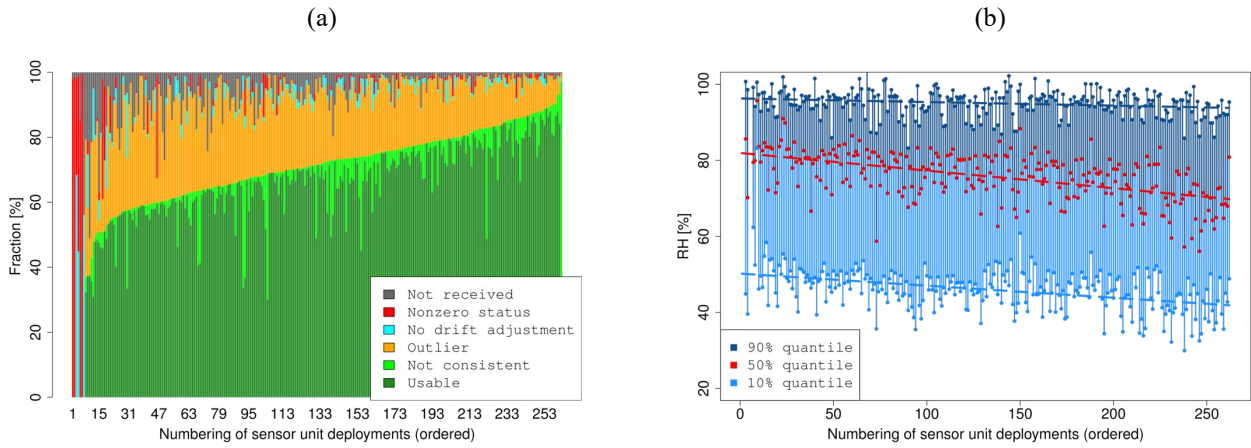 (a)
(b)
Fraction [%]
0 20 40 60 80 100
Not received
Nonzero status
No drift adjustment
Outlier
Not consistent
Usable
1 15 31 47 63 79 95 113 133 153 173 193 213 233 253
Numbering of sensor unit deployments (ordered)
RH [%]
20 40 60 80 100
90% quantile
50% quantile
10% quantile
0 50 100 150 200 250
Numbering of sensor unit deployments (ordered)